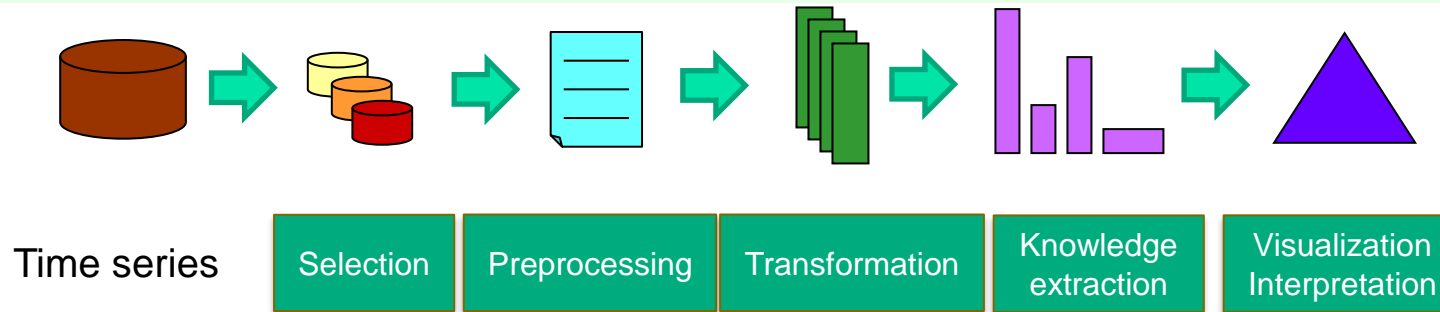 Time series
Selection
Preprocessing
Transformation
Knowledge
extraction
Visualization
Interpretation